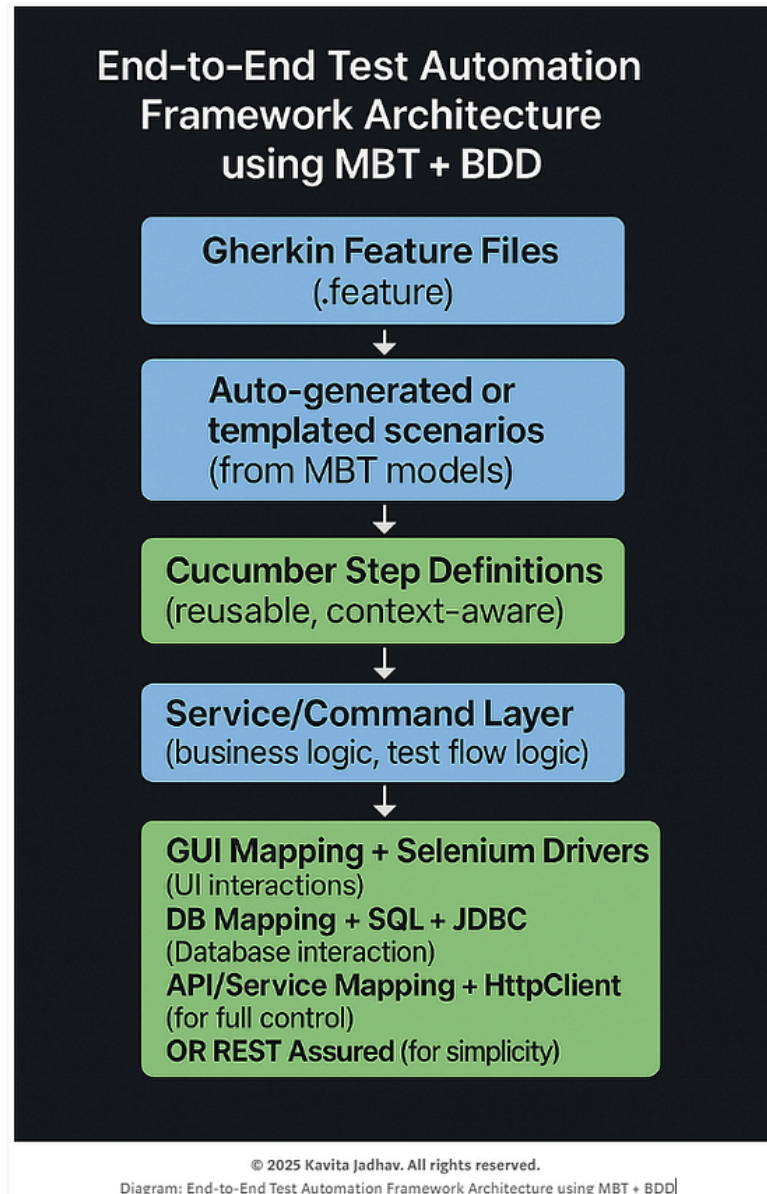 End-to-End Test Automation
Framework Architecture
using MBT + BDD
Gherkin Feature Files
(.feature)
Auto-generated or
templated scenarios
(from MBT models)
Cucumber Step Definitions
(reusable, context-aware)
Service/Command Layer
(business logic, test flow logic)
GUI Mapping + Selenium Drivers
(UI interactions)
DB Mapping + SQL + JDBC
(Database interaction)
API/Service Mapping + HttpClient
(for full control)
OR REST Assured (for simplicity)
© 2025 Kavita Jadhav. All rights reserved.
Diagram: End-to-End Test Automation Framework Architecture using MBT + BDD